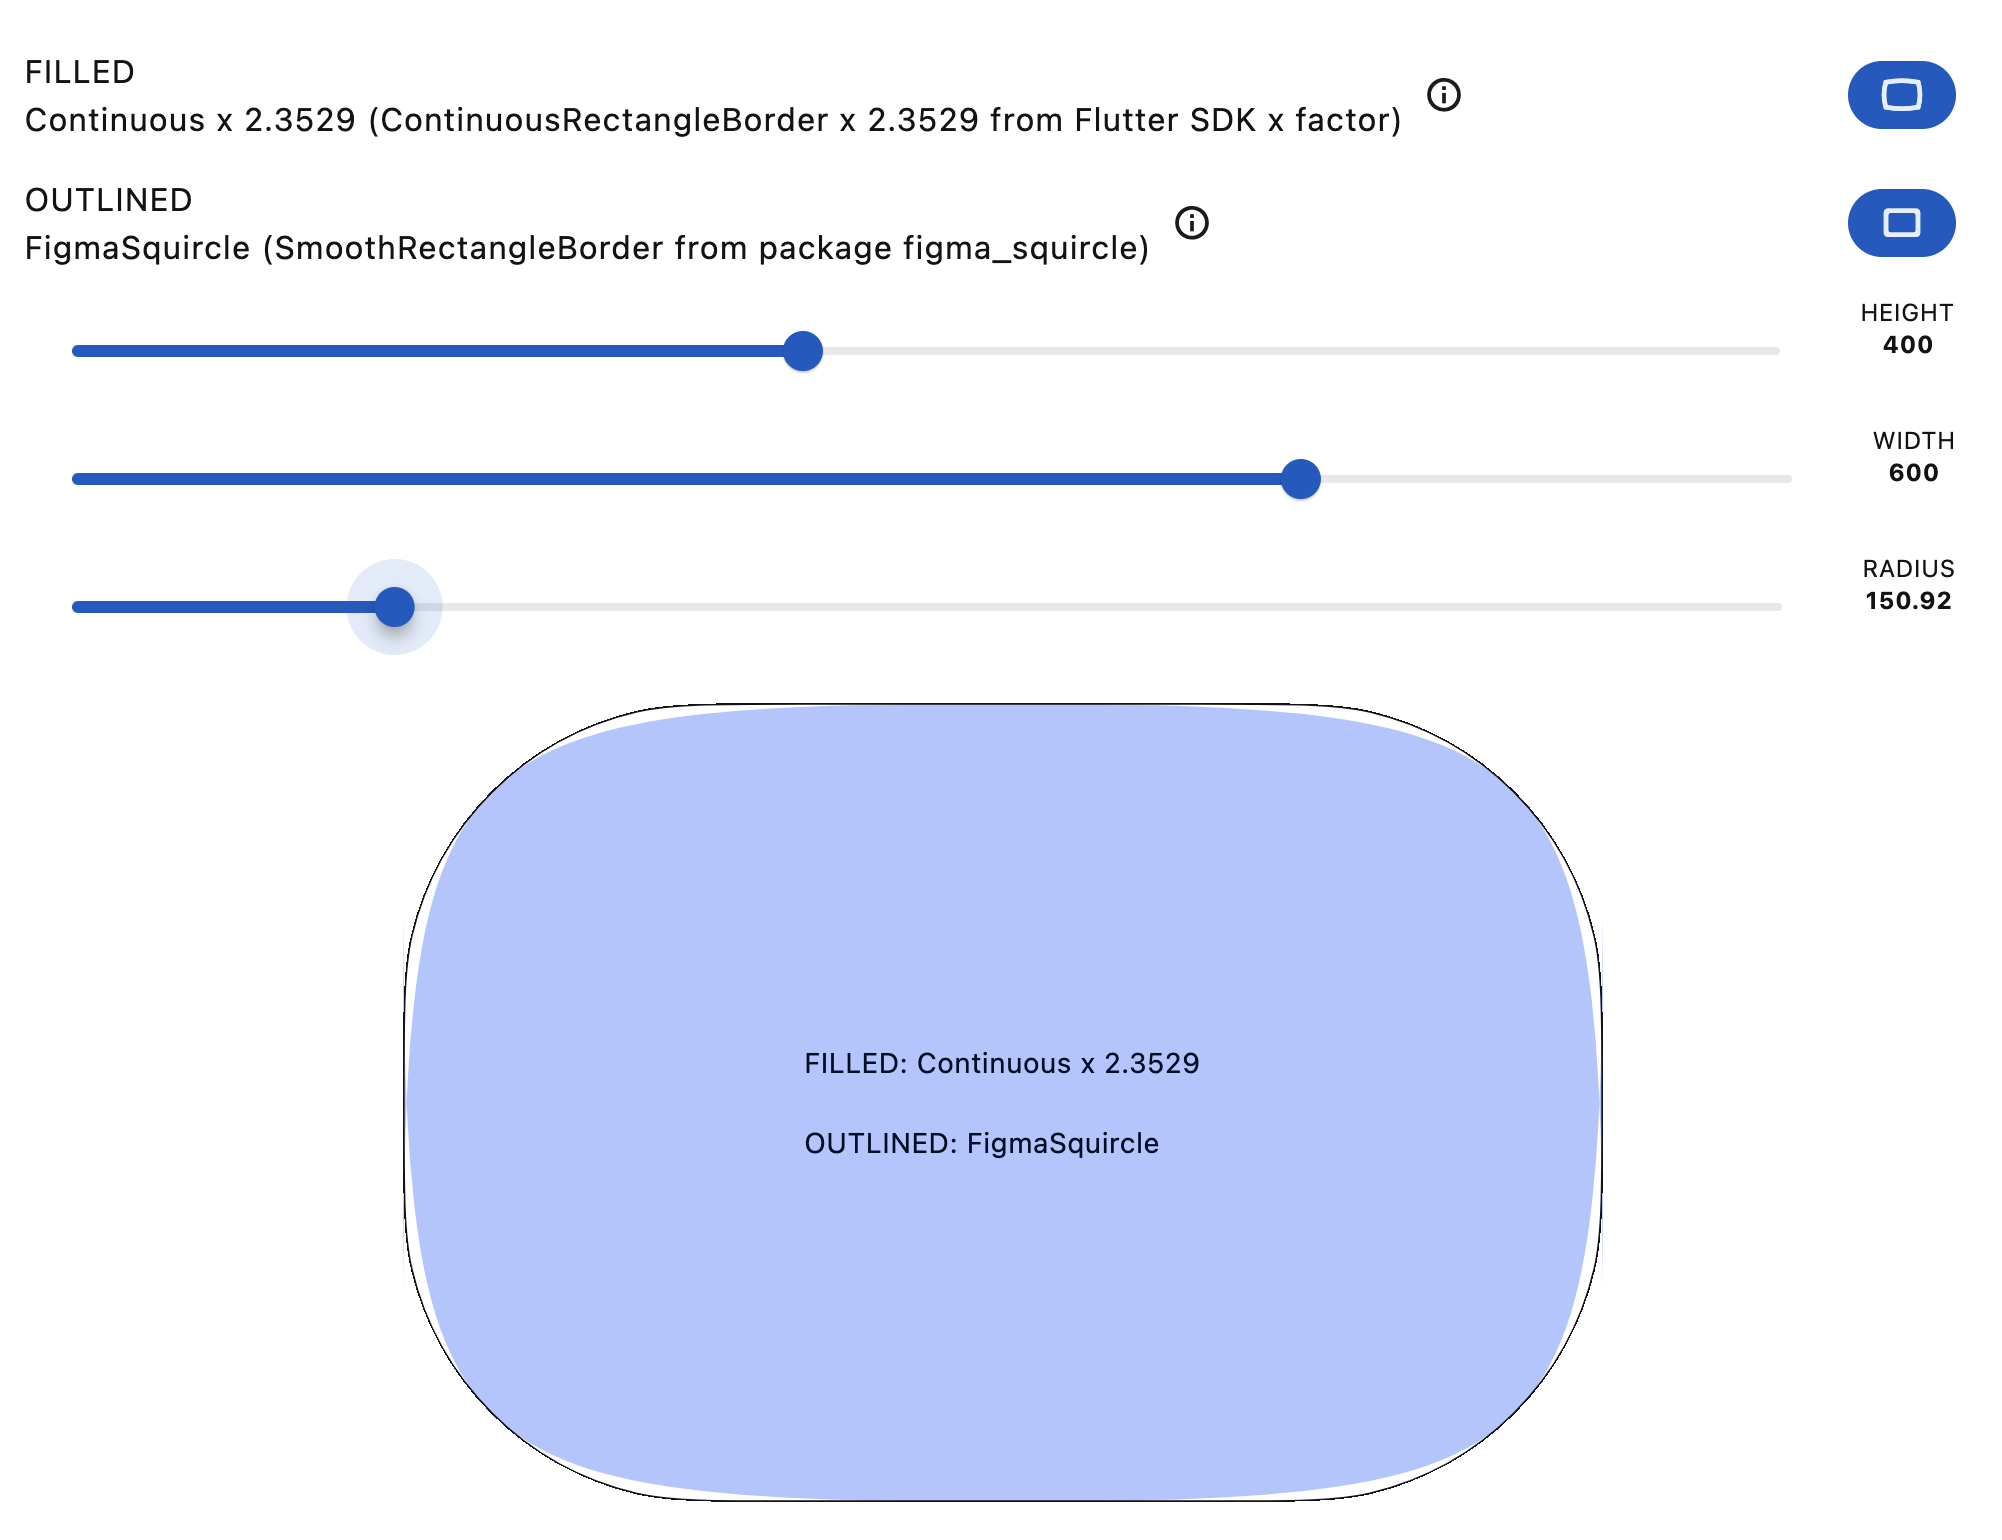 FILLED
Continuous x 2.3529 (ContinuousRectangleBorder x 2.3529 from Flutter SDK x factor)
OUTLINED
FigmaSquircle (SmoothRectangleBorder from package figma_squircle)
HEIGHT
400
WIDTH
600
RADIUS
150.92
FILLED: Continuous x 2.3529
OUTLINED: FigmaSquircle